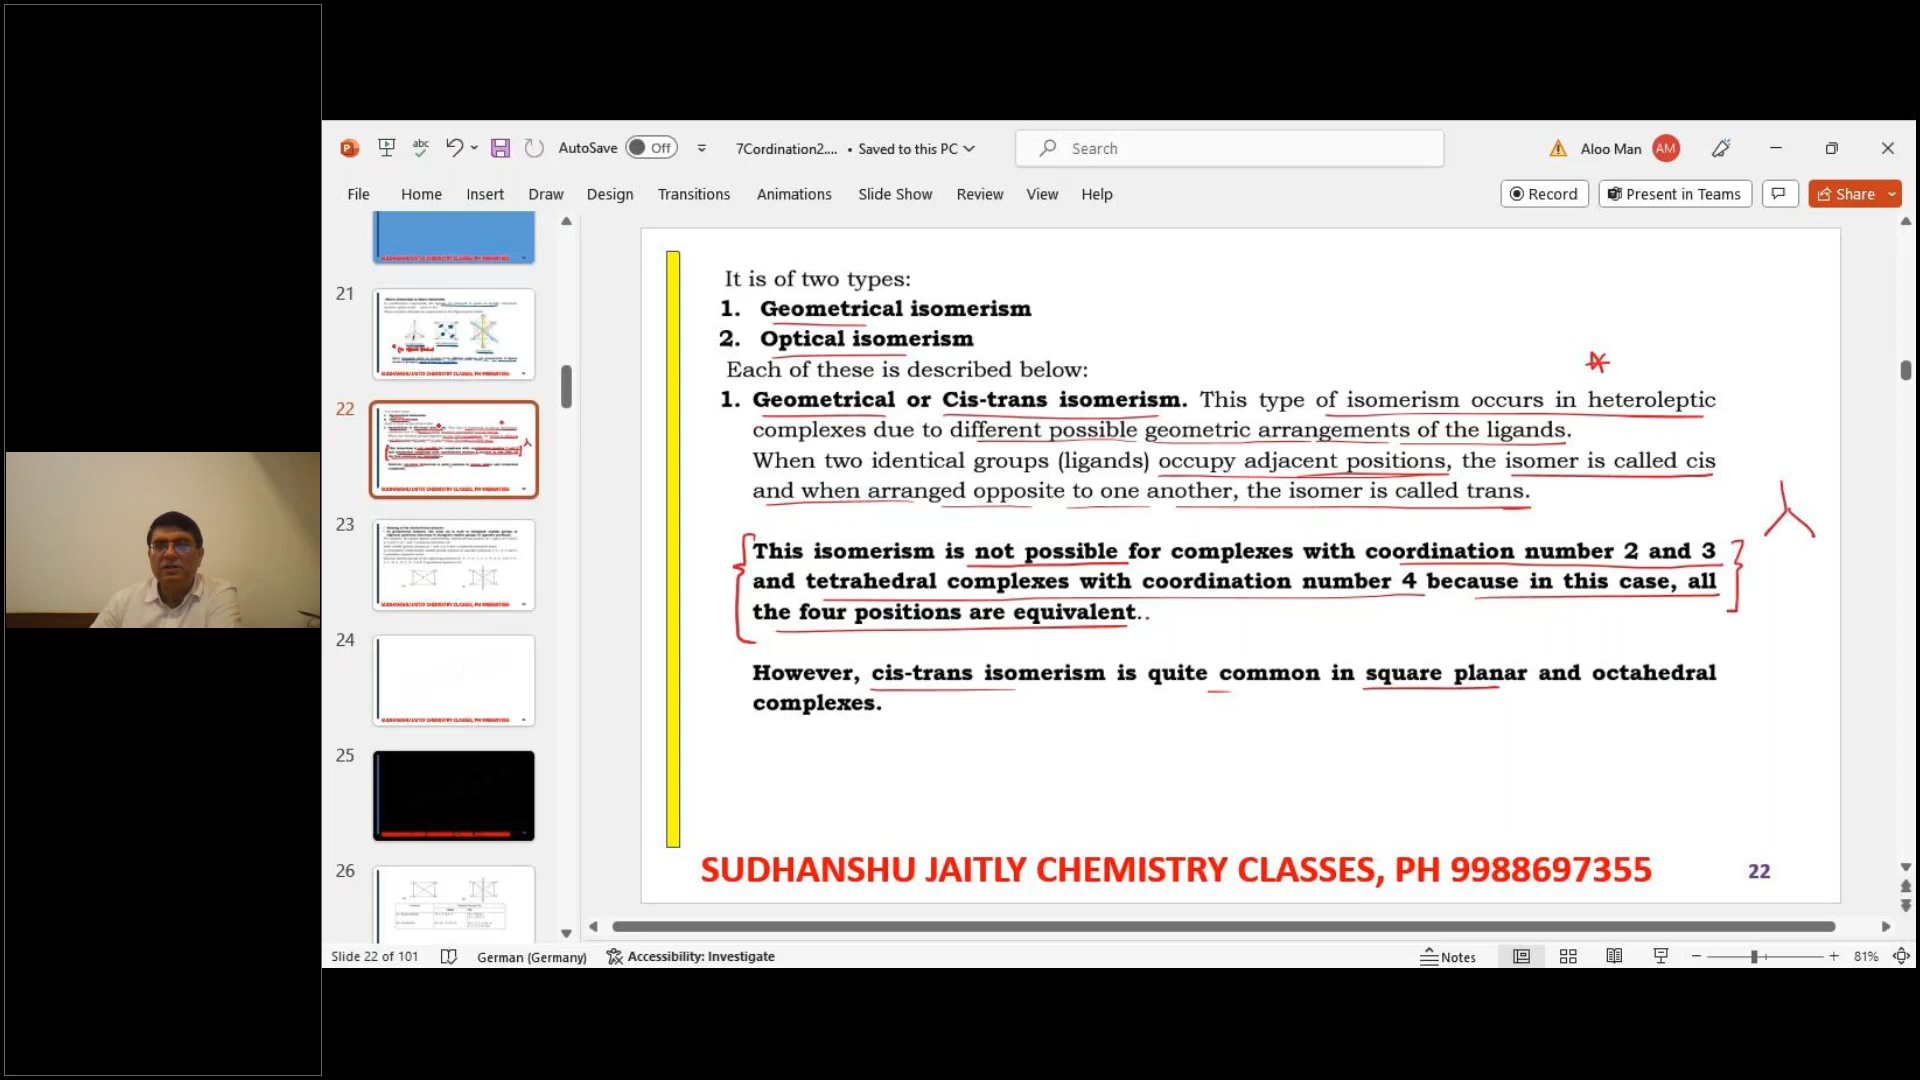 abc
AutoSave Off
7Cordination2.... • Saved to this PC
Search
Aloo Man AM
File Home Insert Draw Design Transitions Animations Slide Show Review View Help
Record Present in Teams Share
21
22
23
24
25
26
It is of two types:
1. Geometrical isomerism
2. Optical isomerism
Each of these is described below:
1. Geometrical or Cis-trans isomerism. This type of isomerism occurs in heteroleptic
complexes due to different possible geometric arrangements of the ligands.
When two identical groups (ligands) occupy adjacent positions, the isomer is called cis
and when arranged opposite to one another, the isomer is called trans.
This isomerism is not possible for complexes with coordination number 2 and 3
and tetrahedral complexes with coordination number 4 because in this case, all
the four positions are equivalent..
However, cis-trans isomerism is quite common in square planar and octahedral
complexes.
SUDHANSHU JAITLY CHEMISTRY CLASSES, PH 9988697355
22
Slide 22 of 101 German (Germany) Accessibility: Investigate Notes 81%